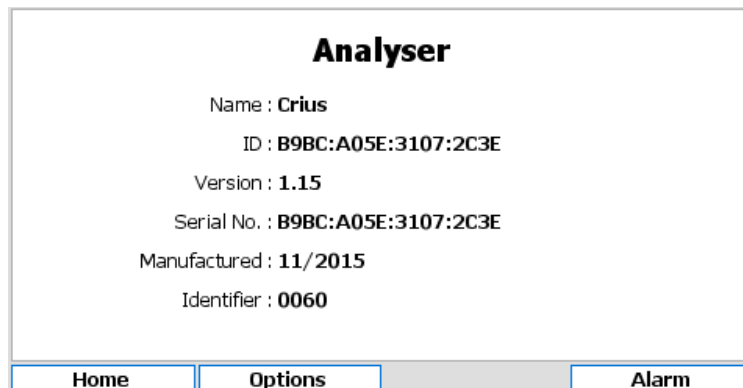 Analyser
Name : Crius
ID : B9BC:A05E:3107:2C3E
Version : 1.15
Serial No. : B9BC:A05E:3107:2C3E
Manufactured : 11/2015
Identifier : 0060
Home Options Alarm